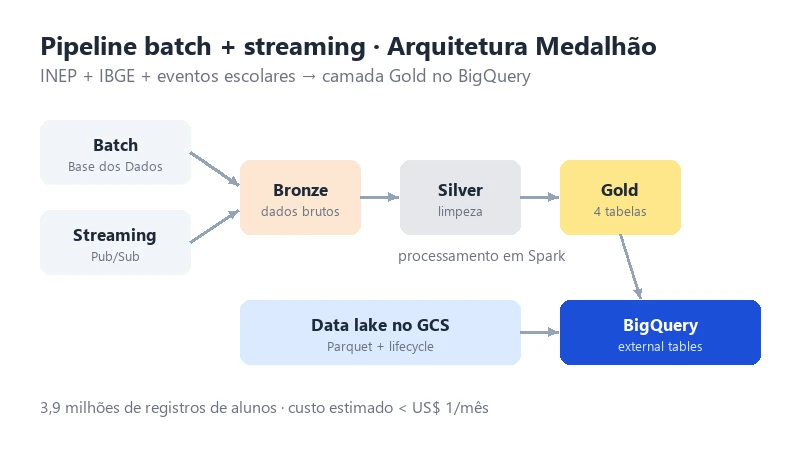 Pipeline batch + streaming · Arquitetura Medalhão
INEP + IBGE + eventos escolares → camada Gold no BigQuery
Batch
Base dos Dados
Streaming
Pub/Sub
Bronze
dados brutos
Silver
limpeza
Gold
4 tabelas
processamento em Spark
Data lake no GCS
Parquet + lifecycle
BigQuery
external tables
3,9 milhões de registros de alunos · custo estimado < US$ 1/mês